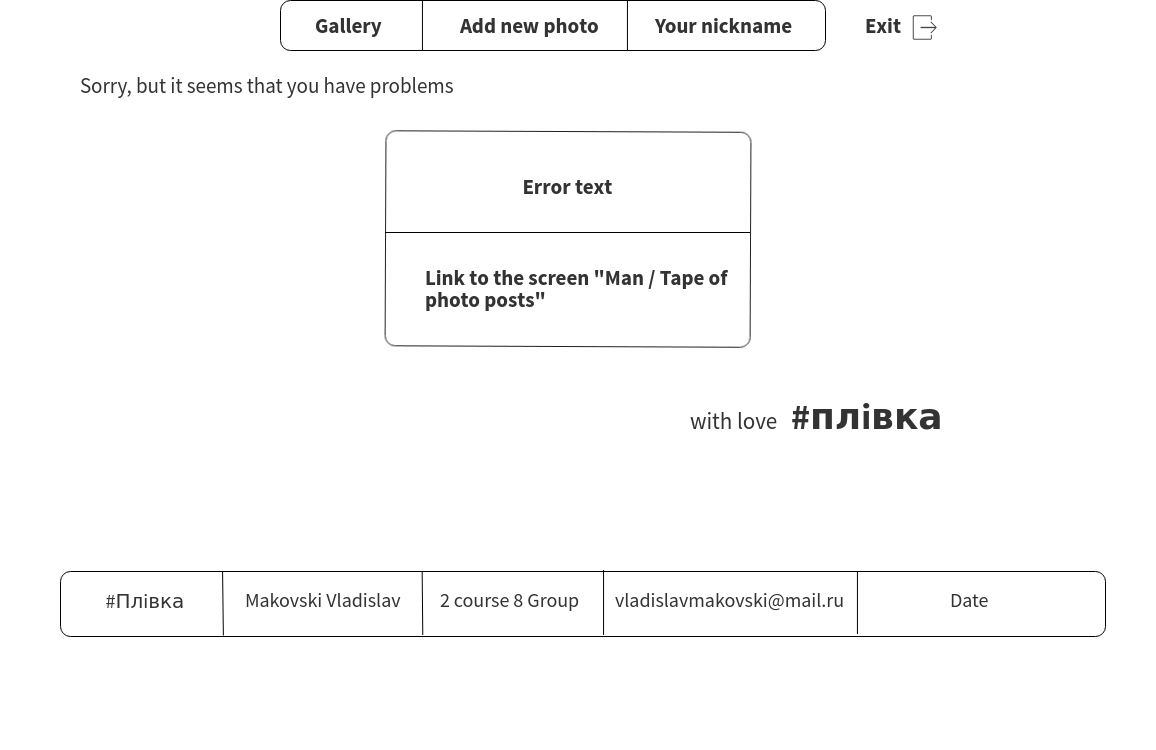 Gallery Add new photo Your nickname Exit
Sorry, but it seems that you have problems
Error text
Link to the screen "Man / Tape of
photo posts"
with love #плівка
#Плівка Makovski Vladislav 2 course 8 Group vladislavmakovski@mail.ru Date